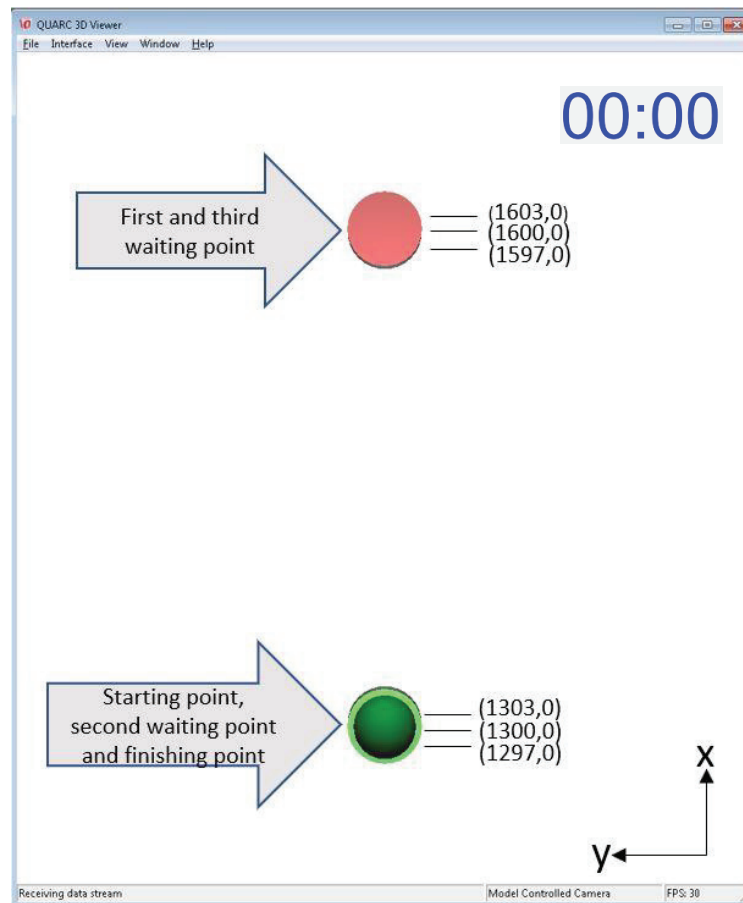 QUARC 3D Viewer
File Interface View Window Help
00:00
First and third
waiting point
(1603,0)
(1600,0)
(1597,0)
Starting point,
second waiting point
and finishing point
(1303,0)
(1300,0)
(1297,0)
x
y
Receiving data stream
Model Controlled Camera
FPS: 30